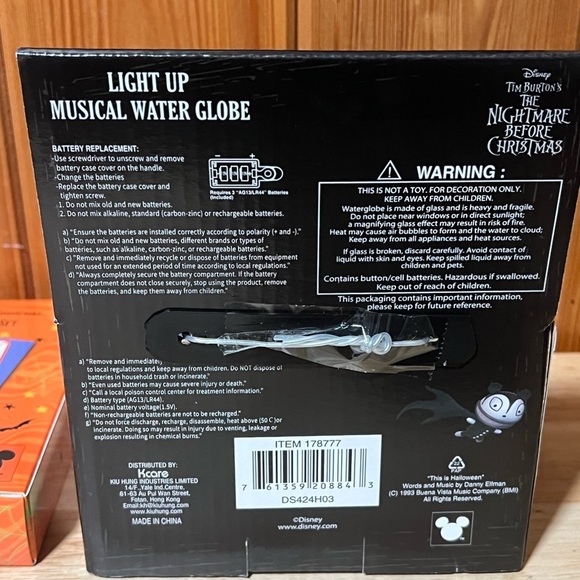 LIGHT UP
MUSICAL WATER GLOBE
Disney
TIM BURTON'S
THE
NIGHTMARE
BEFORE
CHRISTMAS
BATTERY REPLACEMENT:
-Use screwdriver to unscrew and remove
battery case cover on the handle.
-Change the batteries
-Replace the battery case cover and
tighten screw.
1. Do not mix old and new batteries.
2. Do not mix alkaline, standard (carbon-zinc) or rechargeable batteries.
Requires 3 "AG13/LR44" Batteries
(Included)
a) "Ensure the batteries are installed correctly according to polarity (+ and -)."
b) "Do not mix old and new batteries, different brands or types of
batteries, such as alkaline, carbon-zinc, or rechargeable batteries."
c) "Remove and immediately recycle or dispose of batteries from equipment
not used for an extended period of time according to local regulations."
d) "Always completely secure the battery compartment. If the battery
compartment does not close securely, stop using the product, remove
the batteries, and keep them away from children."
WARNING :
THIS IS NOT A TOY. FOR DECORATION ONLY.
KEEP AWAY FROM CHILDREN.
Waterglobe is made of glass and is heavy and fragile.
Do not place near windows or in direct sunlight;
a magnifying glass effect may result in risk of fire.
Heat may cause air bubbles to form and the water to cloud;
Keep away from all appliances and heat sources.
If glass is broken, discard carefully. Avoid contact of
liquid with skin and eyes. Keep spilled liquid away from
children and pets.
Contains button/cell batteries. Hazardous if swallowed.
Keep out of reach of children.
This packaging contains important information,
please keep for future reference.
a) "Remove and immediately
to local regulations and keep away from children. Do NOT dispose of
batteries in household trash or incinerate."
b) "Even used batteries may cause severe injury or death."
c) "Call a local poison control center for treatment information."
d) Battery type (AG13/LR44).
e) Nominal battery voltage(1.5V).
f) "Non-rechargeable batteries are not to be recharged."
g) "Do not force discharge, recharge, disassemble, heat above (50 C) or
incinerate. Doing so may result in injury due to venting, leakage or
explosion resulting in chemical burns."
DISTRIBUTED BY:
Kcare
KIU HUNG INDUSTRIES LIMITED
14/F.,Yale Ind.Centre,
61-63 Au Pui Wan Street,
Fotan, Hong Kong
Email:kh@kiuhung.com
www.kiuhung.com
MADE IN CHINA
ITEM 178777
7 61359 20884 3
DS424H03
©Disney
www.disney.com
22
PAP
"This is Halloween"
Words and Music by Danny Elfman
(C) 1993 Buena Vista Music Company (BMI)
All Rights Reserved.